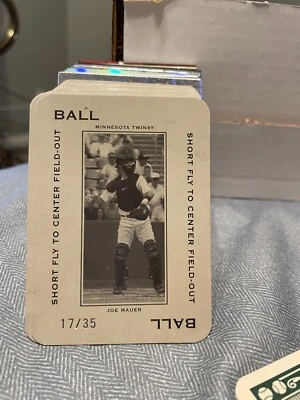 BALL
MINNESOTA TWINS®
SHORT FLY TO CENTER FIELD-OUT
SHORT FLY TO CENTER FIELD-OUT
JOE MAUER
17/35
BALL